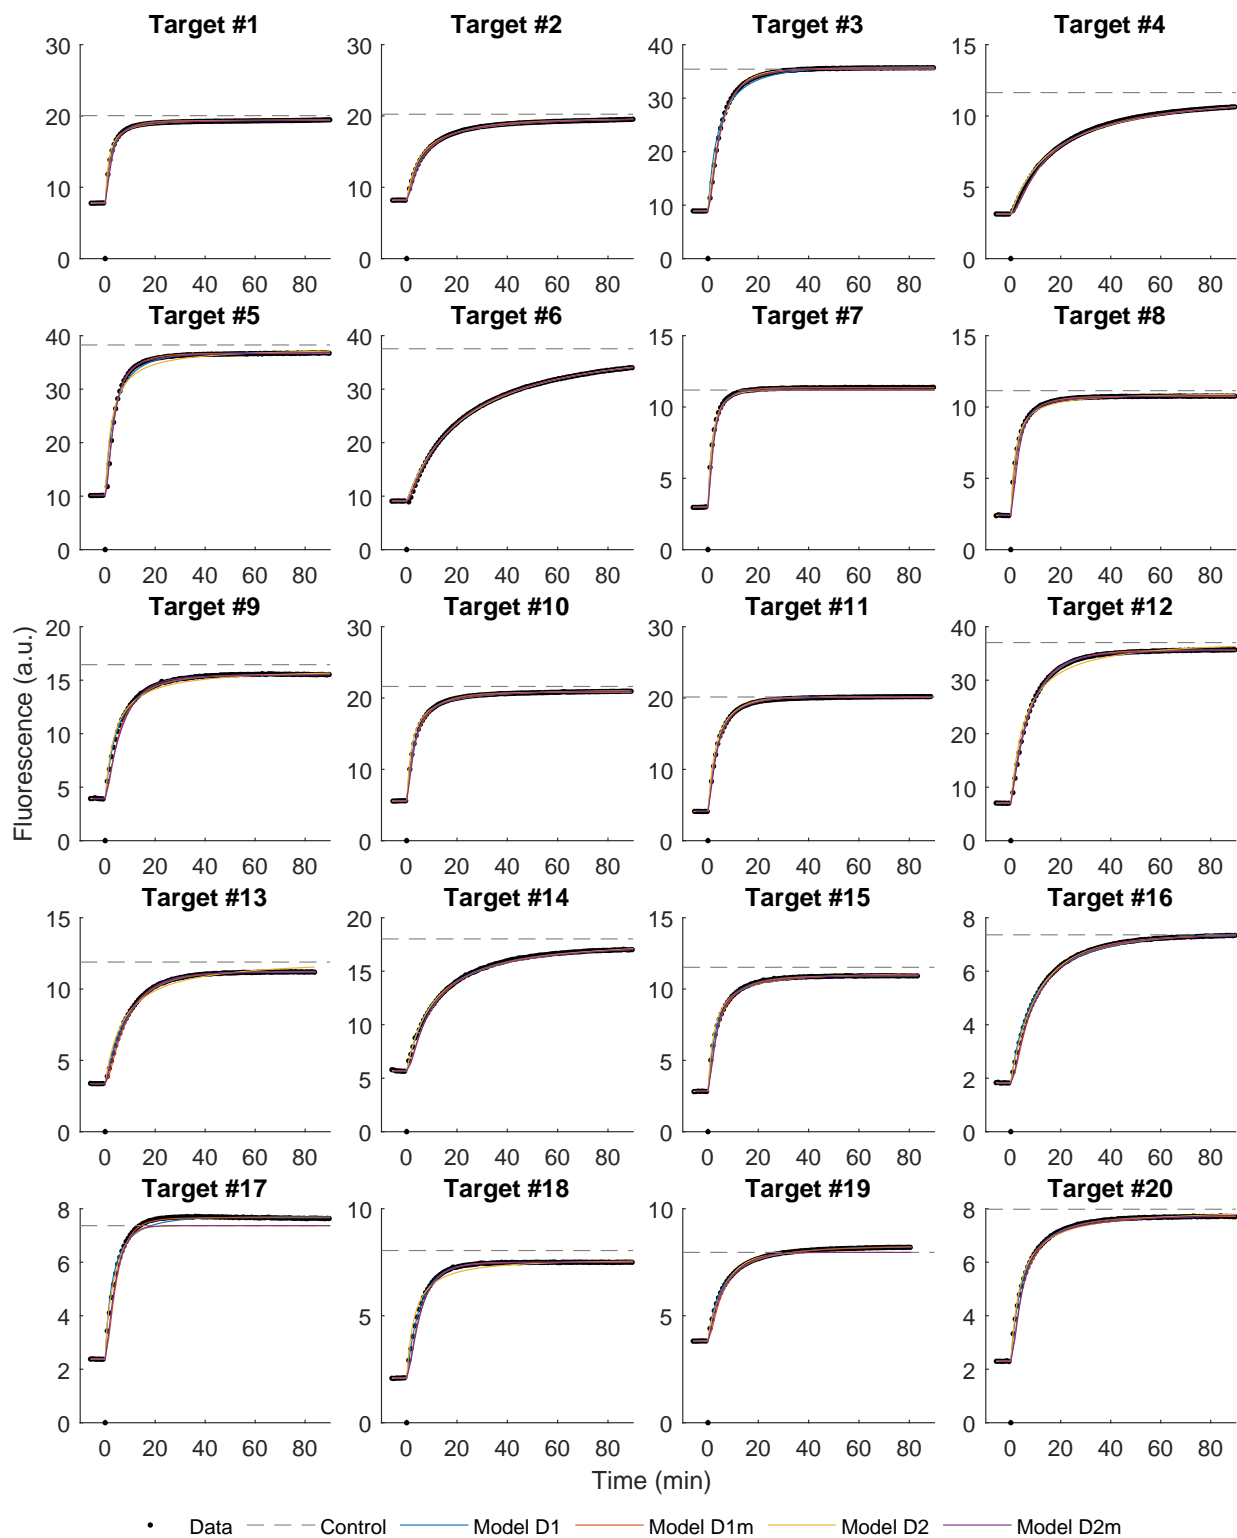 Target #1 Target #2 Target #3 Target #4
30 30 40 15
20 20 30 10
20
10 10 10 5
0 0 0 0
0 20 40 60 80 0 20 40 60 80 0 20 40 60 80 0 20 40 60 80
Target #5 Target #6 Target #7 Target #8
40 40 15 15
30 30 10 10
20 20
10 10 5 5
0 0 0 0
0 20 40 60 80 0 20 40 60 80 0 20 40 60 80 0 20 40 60 80
Target #9 Target #10 Target #11 Target #12
20 30 30 40
15 20 20 30
10 20
5 10 10 10
0 0 0 0
0 20 40 60 80 0 20 40 60 80 0 20 40 60 80 0 20 40 60 80
Target #13 Target #14 Target #15 Target #16
15 20 15 8
10 15 10 6
10 4
5 5 5 2
0 0 0 0
0 20 40 60 80 0 20 40 60 80 0 20 40 60 80 0 20 40 60 80
Target #17 Target #18 Target #19 Target #20
8 10 10 8
6 6
4 5 5 4
2 2
0 0 0 0
0 20 40 60 80 0 20 40 60 80 0 20 40 60 80 0 20 40 60 80
Fluorescence (a.u.)
Time (min)
Data Control Model D1 Model D1m Model D2 Model D2m